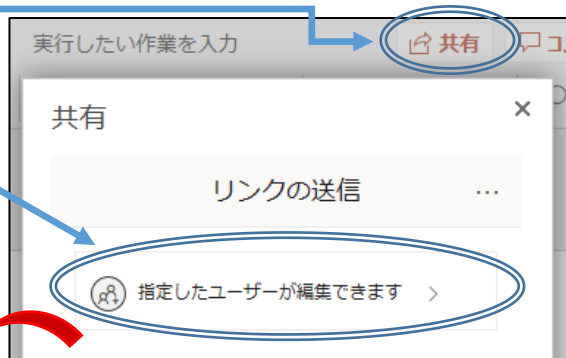 実行したい作業を入力
共有
コ
共有
リンクの送信
指定したユーザーが編集できます